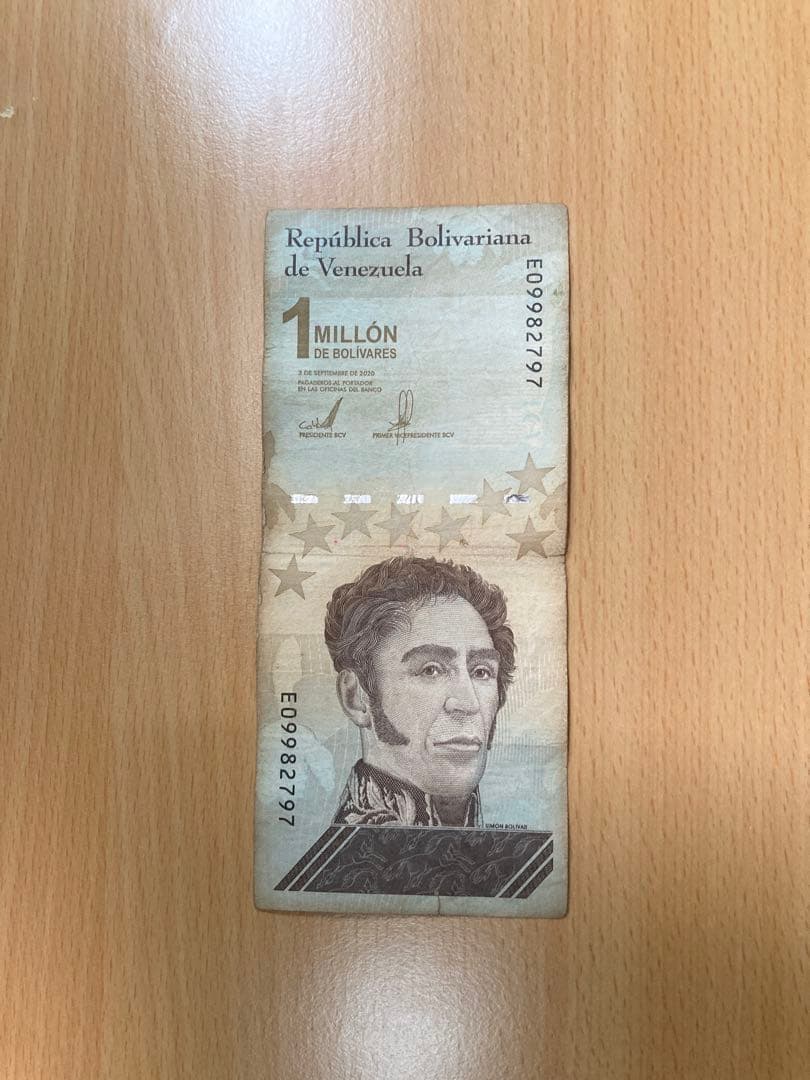 República Bolivariana
de Venezuela
E09982797
1 MILLÓN
DE BOLÍVARES
3 DE SEPTIEMBRE DE 2020
PAGADEROS AL PORTADOR
EN LAS OFICINAS DEL BANCO
PRESIDENTE BCV
PRIMER VICEPRESIDENTE BCV
E09982797
SIMÓN BOLÍVAR